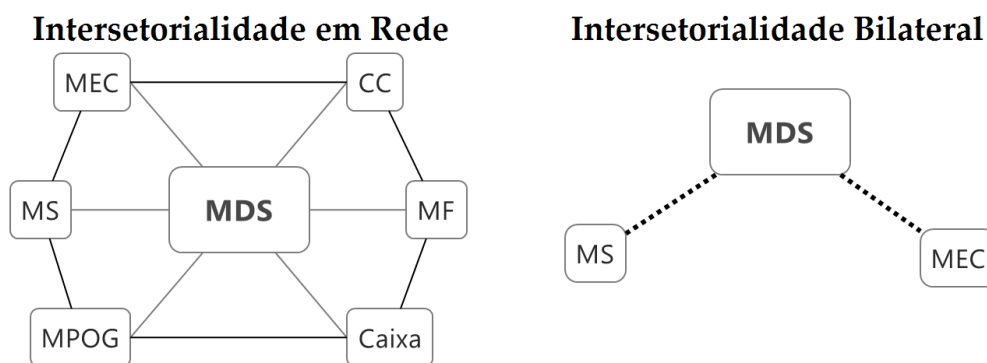 Intersetorialidade em Rede
MEC
CC
MS
MDS
MF
MPOG
Caixa
Intersetorialidade Bilateral
MDS
MS
MEC